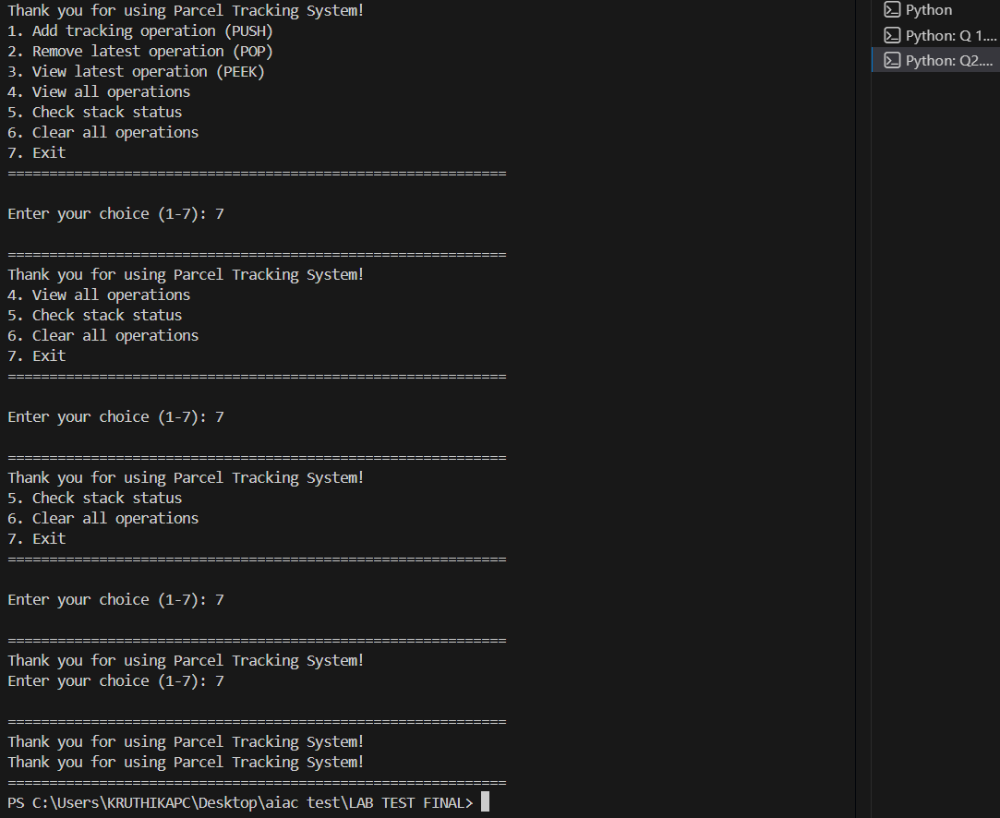 Thank you for using Parcel Tracking System!
1. Add tracking operation (PUSH)
2. Remove latest operation (POP)
3. View latest operation (PEEK)
4. View all operations
5. Check stack status
6. Clear all operations
7. Exit
============================================================
Enter your choice (1-7): 7
============================================================
Thank you for using Parcel Tracking System!
4. View all operations
5. Check stack status
6. Clear all operations
7. Exit
============================================================
Enter your choice (1-7): 7
============================================================
Thank you for using Parcel Tracking System!
5. Check stack status
6. Clear all operations
7. Exit
============================================================
Enter your choice (1-7): 7
============================================================
Thank you for using Parcel Tracking System!
Enter your choice (1-7): 7
============================================================
Thank you for using Parcel Tracking System!
Thank you for using Parcel Tracking System!
============================================================
PS C:\Users\KRUTHIKAPC\Desktop\aiac test\LAB TEST FINAL>
Python
Python: Q 1....
Python: Q2....